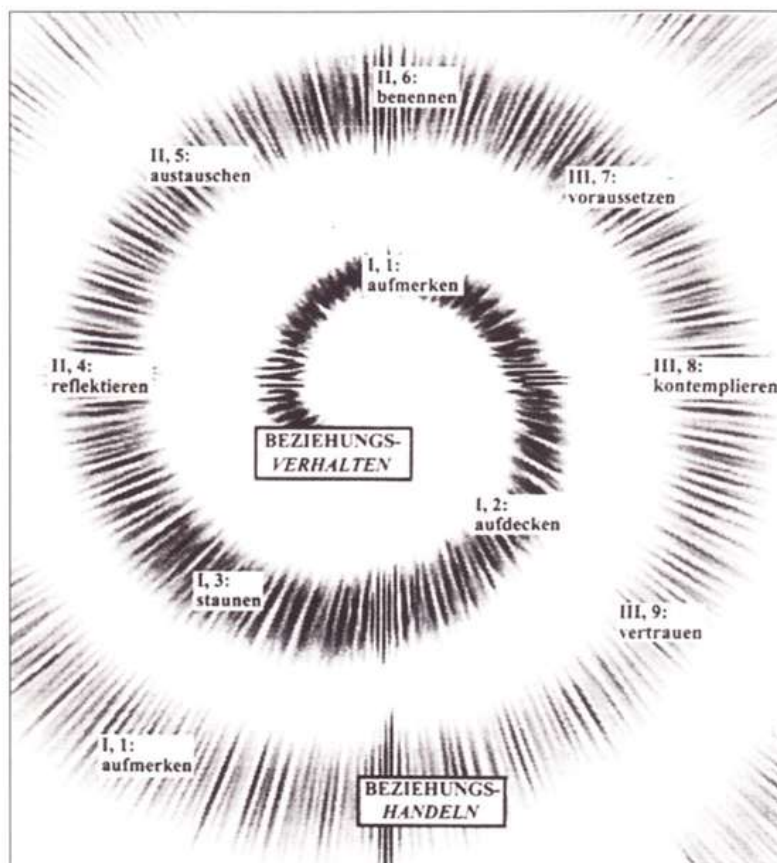 II, 6:
benennen
II, 5:
austauschen
III, 7:
voraussetzen
I, 1:
aufmerken
II, 4:
reflektieren
III, 8:
kontemplieren
BEZIEHUNGS-
VERHALTEN
I, 2:
aufdecken
I, 3:
staunen
III, 9:
vertrauen
I, 1:
aufmerken
BEZIEHUNGS-
HANDELN